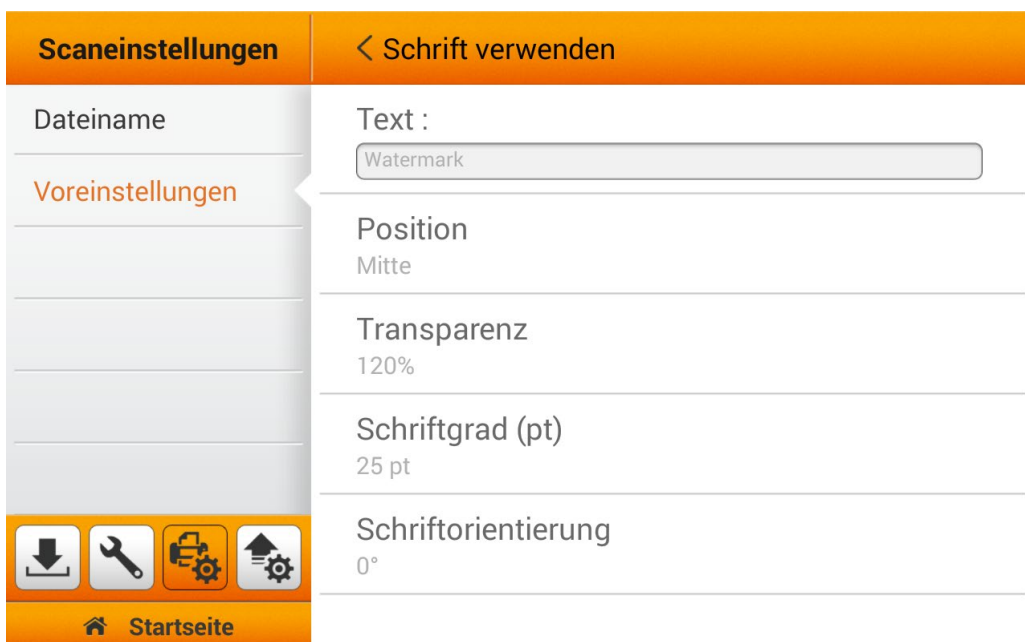 Scaneinstellungen
Schrift verwenden
Dateiname
Voreinstellungen
Text :
Watermark
Position
Mitte
Transparenz
120%
Schriftgrad (pt)
25 pt
Schriftorientierung
0°
Startseite